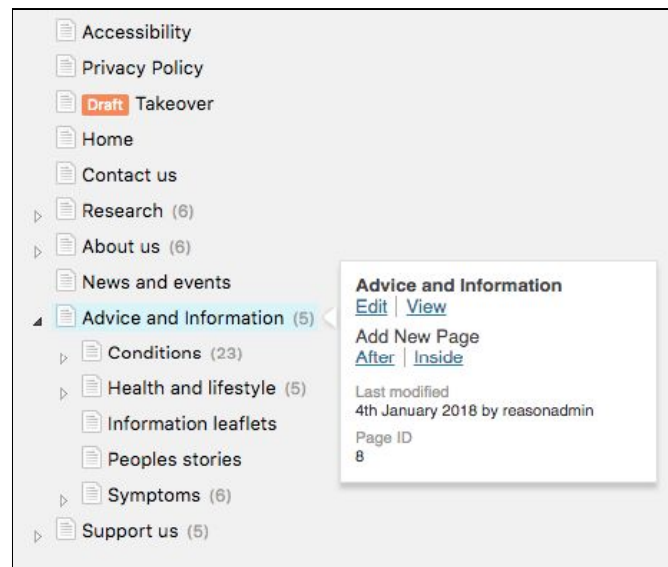 Accessibility
Privacy Policy
Draft Takeover
Home
Contact us
Research (6)
About us (6)
News and events
Advice and Information (5)
Conditions (23)
Health and lifestyle (5)
Information leaflets
Peoples stories
Symptoms (6)
Support us (5)
Advice and Information
Edit | View
Add New Page
After | Inside
Last modified
4th January 2018 by reasonadmin
Page ID
8